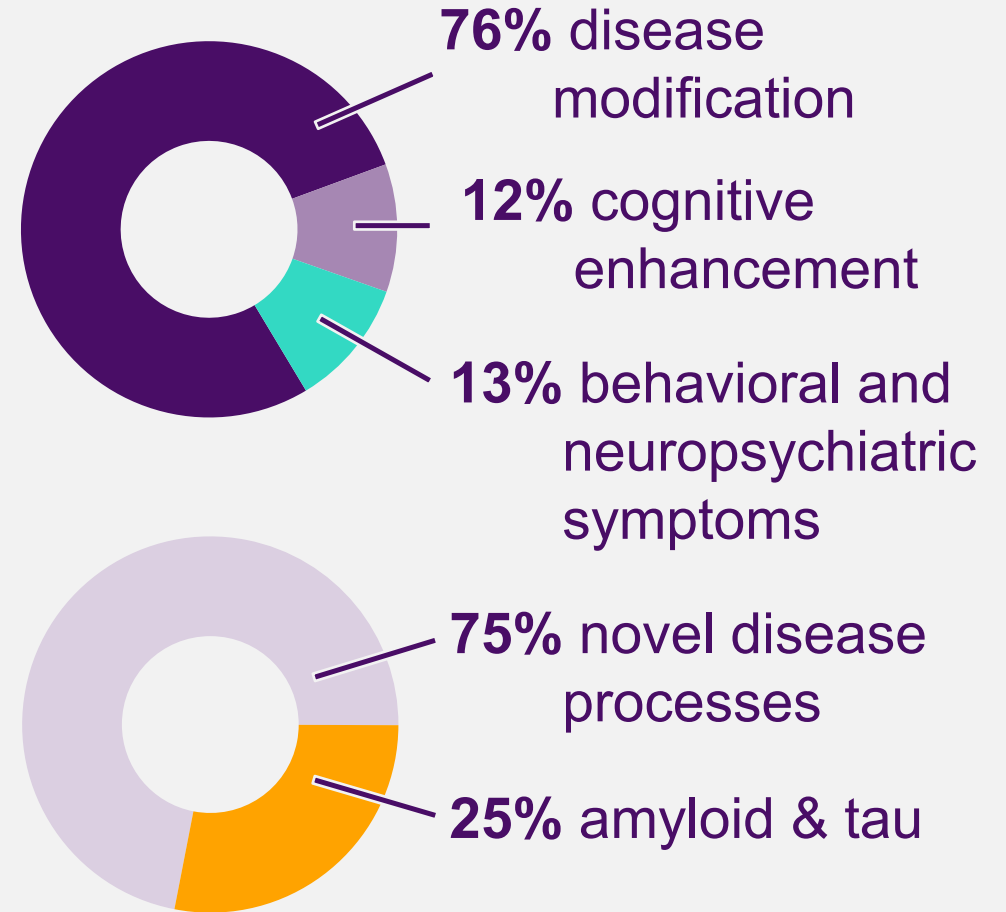 76% disease
modification
12% cognitive
enhancement
13% behavioral and
neuropsychiatric
symptoms
75% novel disease
processes
25% amyloid & tau